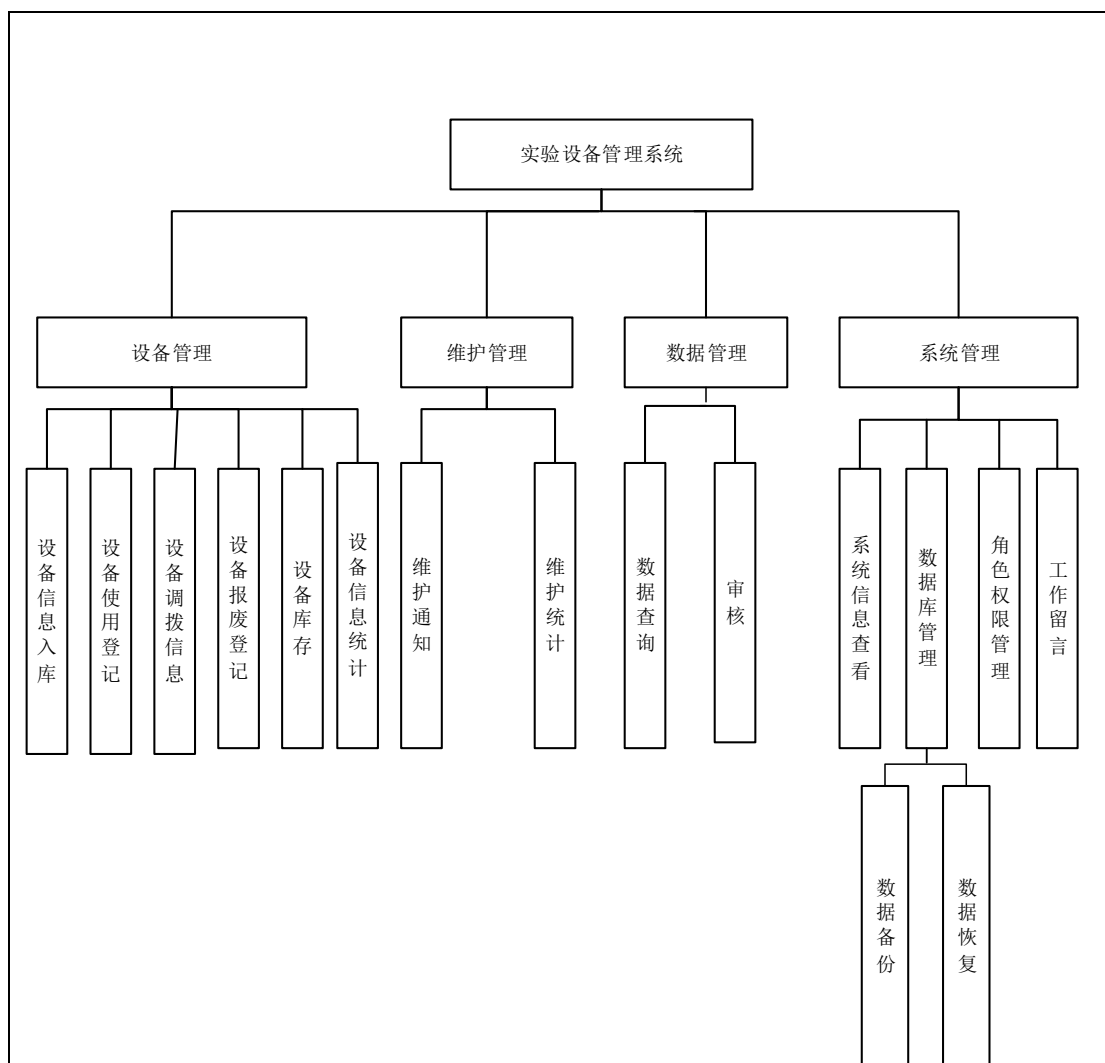 实验设备管理系统
设备管理
维护管理
数据管理
系统管理
设备信息入库
设备使用登记
设备调拨信息
设备报废登记
设备库存
设备信息统计
维护通知
维护统计
数据查询
审核
系统信息查看
数据库管理
角色权限管理
工作留言
数据备份
数据恢复